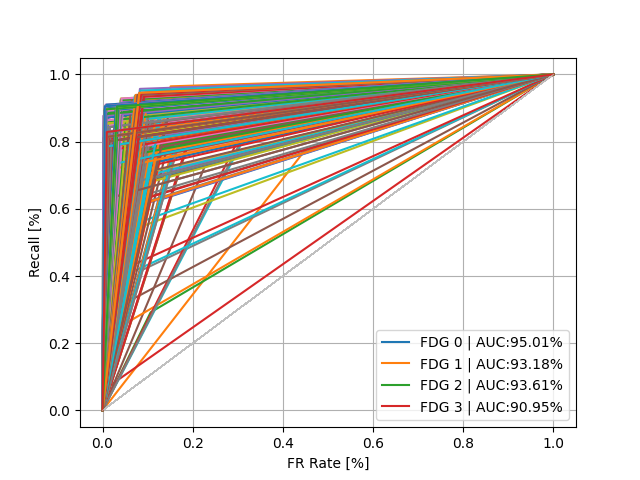 1.0
0.8
0.6
0.4
0.2
0.0
Recall [%]
0.0 0.2 0.4 0.6 0.8 1.0
FR Rate [%]
FDG 0 | AUC:95.01%
FDG 1 | AUC:93.18%
FDG 2 | AUC:93.61%
FDG 3 | AUC:90.95%